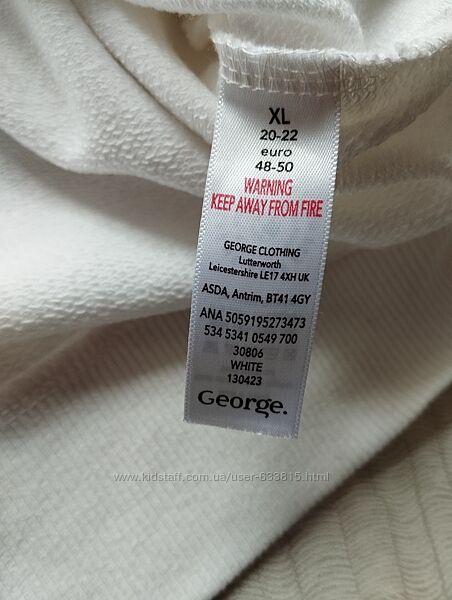 XL
20-22
euro
48-50
WARNING
KEEP AWAY FROM FIRE
GEORGE CLOTHING
Lutterworth
Leicestershire LE17 4XH UK
ASDA, Antrim, BT41 4GY
ANA 5059195273473
534 5341 0549 700
30806
WHITE
130423
George.
www.kidstaff.com.ua/user-633815.html